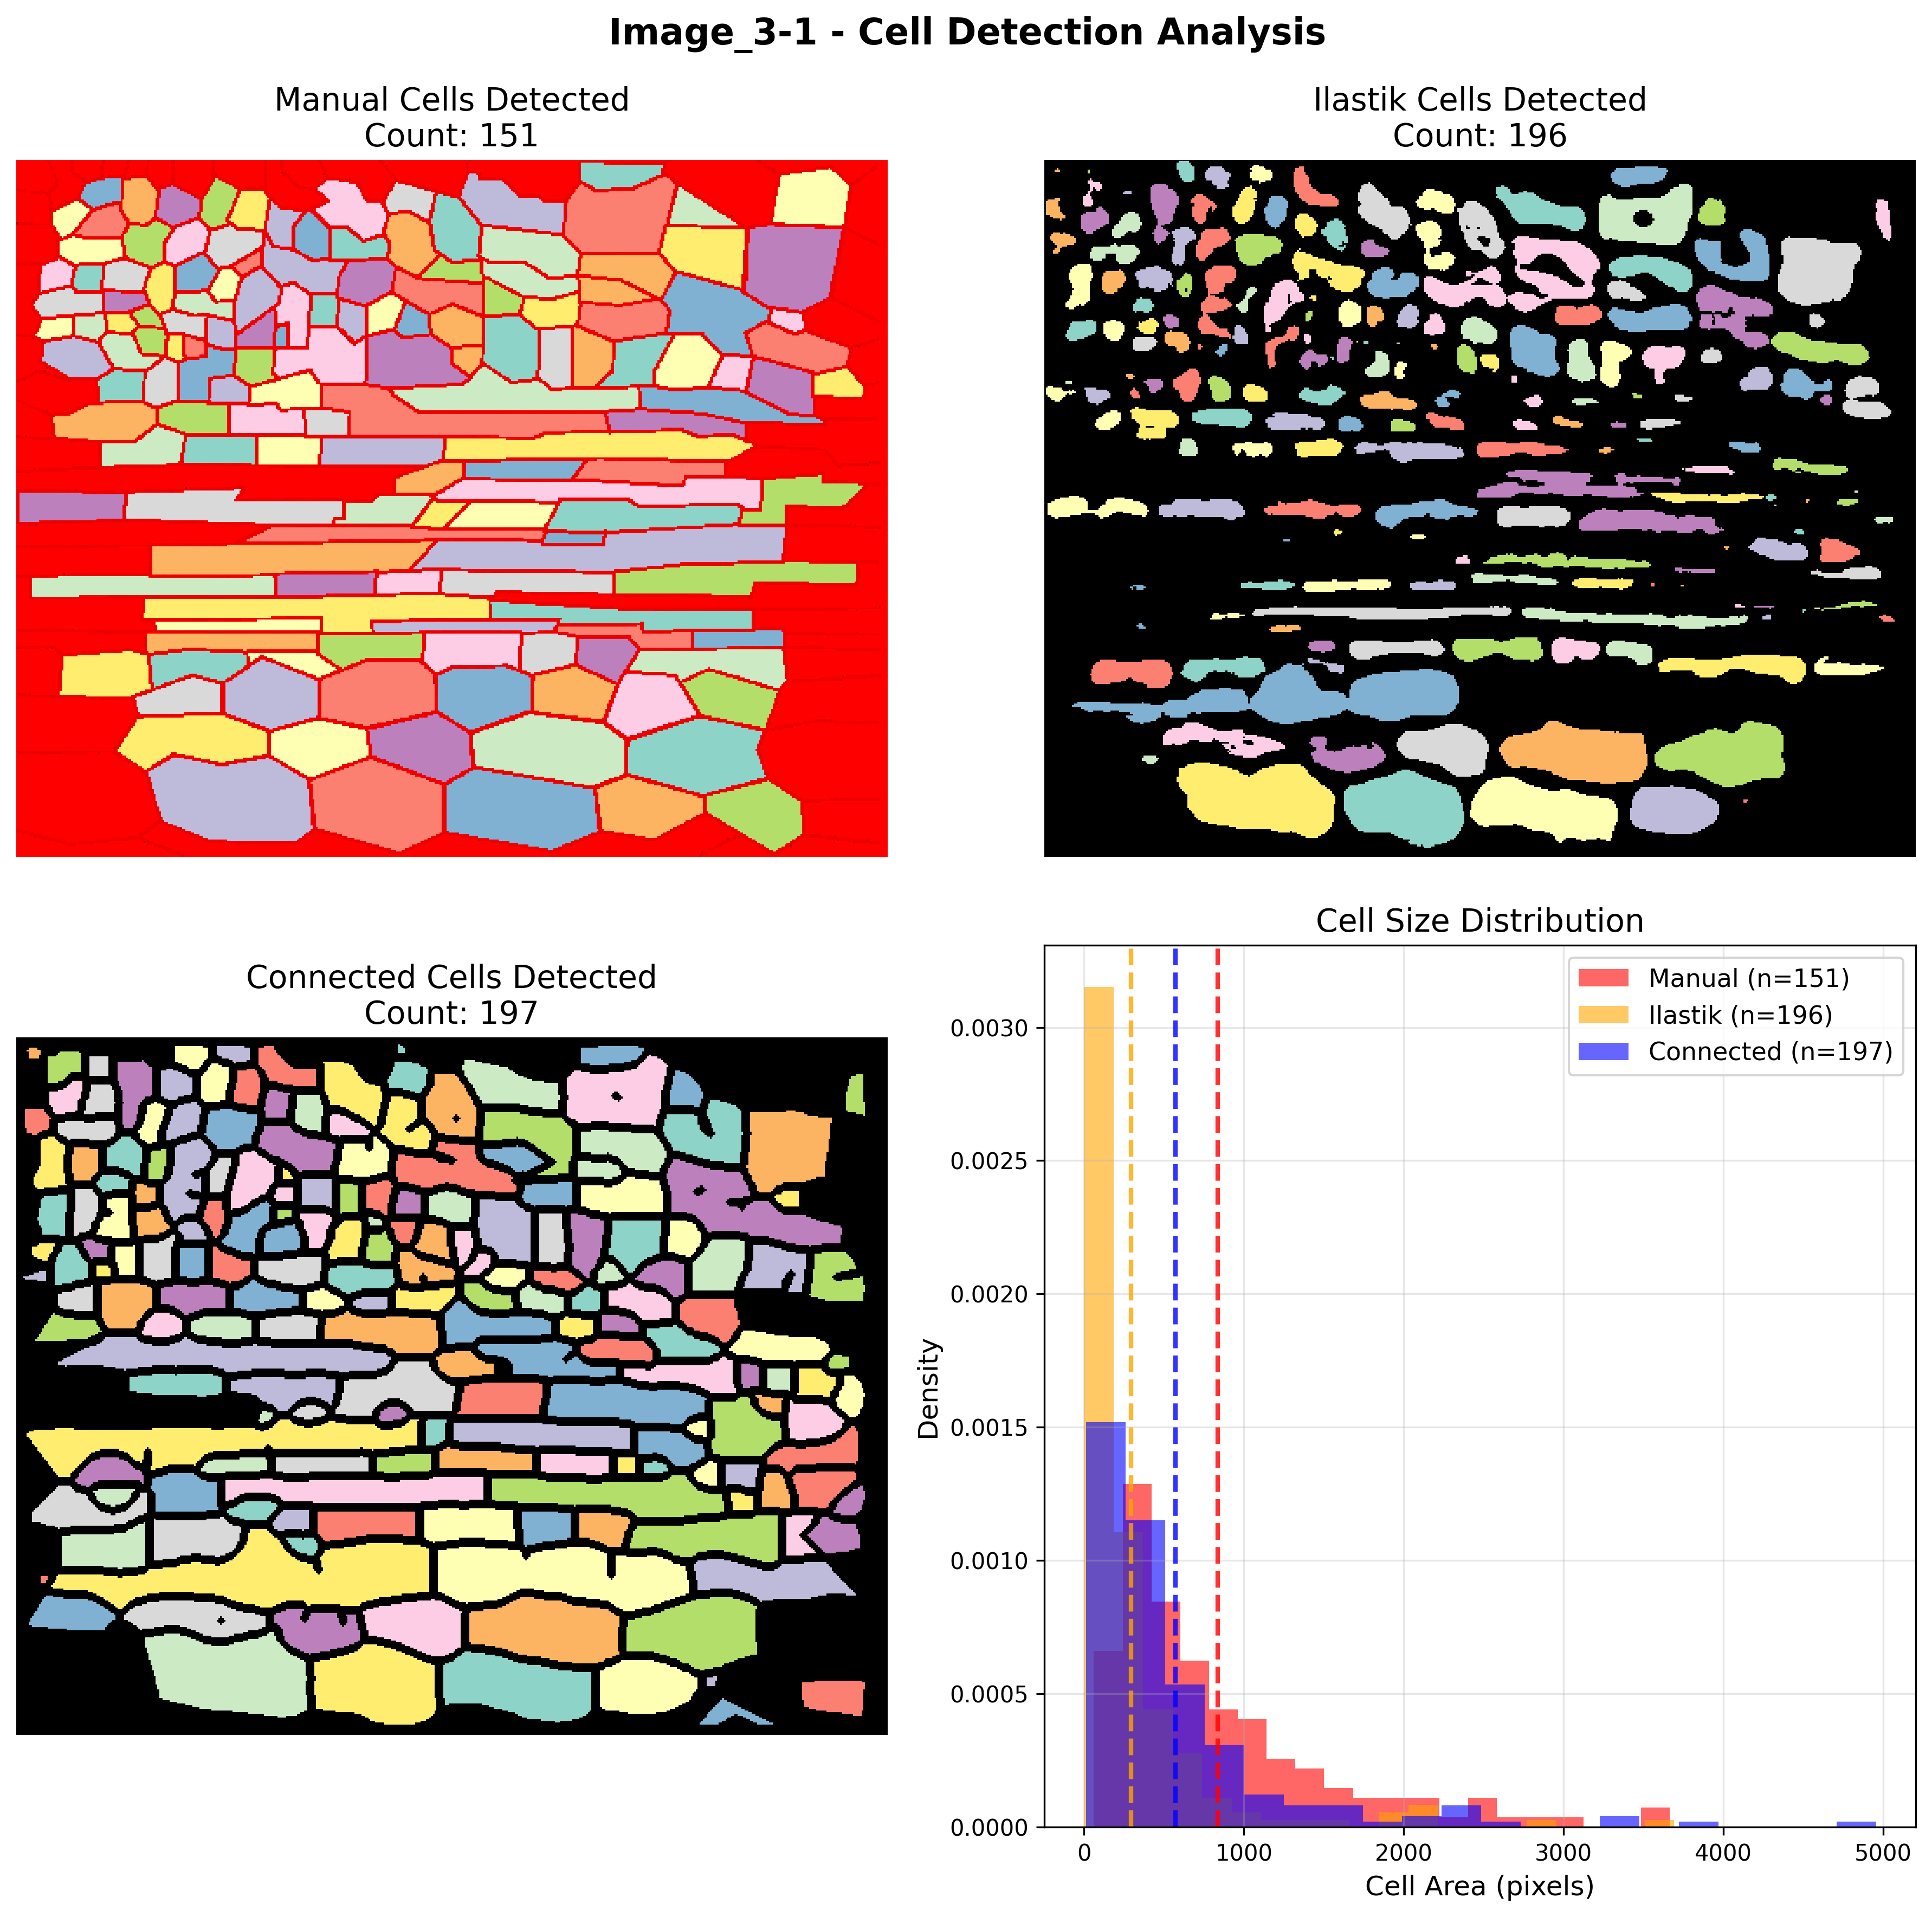 Image_3-1 - Cell Detection Analysis
Manual Cells Detected
Count: 151
Ilastik Cells Detected
Count: 196
Connected Cells Detected
Count: 197
Cell Size Distribution
Manual (n=151)
Ilastik (n=196)
Connected (n=197)
Density
0.0030
0.0025
0.0020
0.0015
0.0010
0.0005
0.0000
0
1000
2000
3000
4000
5000
Cell Area (pixels)